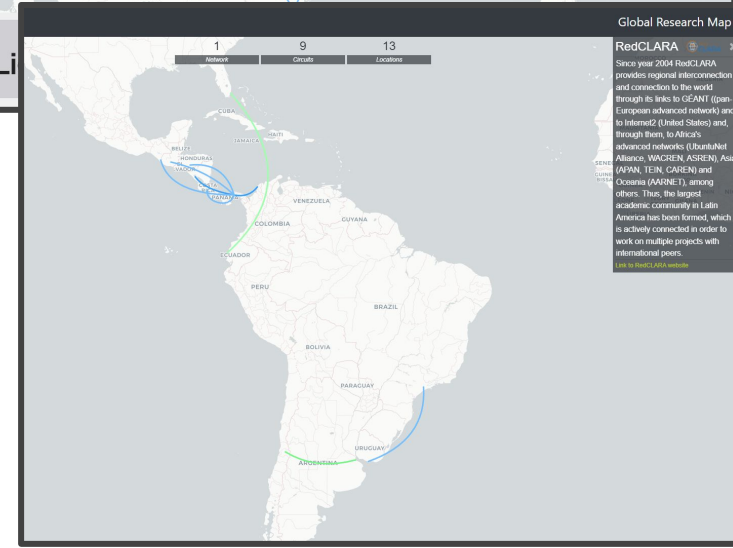 Global Research Map
Li
1
Network
9
Circuits
13
Locations
RedCLARA
Since year 2004 RedCLARA
provides regional interconnection
and connection to the world
through its links to GÉANT ((pan-
European advanced network) and
to Internet2 (United States) and,
through them, to Africa's
advanced networks (UbuntuNet
Alliance, WACREN, ASREN), Asia
(APAN, TEIN, CAREN) and
Oceania (AARNET), among
others. Thus, the largest
academic community in Latin
America has been formed, which
is actively connected in order to
work on multiple projects with
international peers.
Link to RedCLARA website
CUBA
HAITI
JAMAICA
BELIZE
HONDURAS
VADOR
COSTA
PANAMA
VENEZUELA
GUYANA
COLOMBIA
ECUADOR
PERU
BRAZIL
BOLIVIA
PARAGUAY
URUGUAY
ARGENTINA